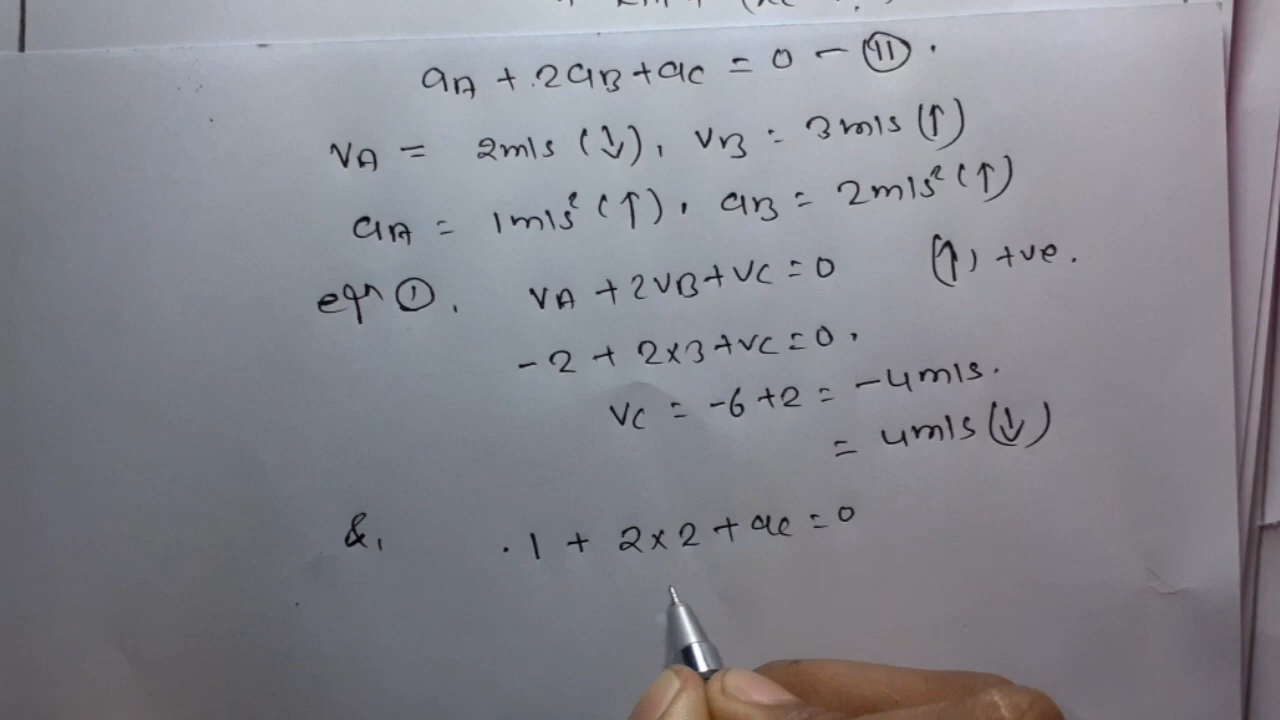 aA + 2aB + aC = 0 – (II) .
vA = 2m/s (↓), vB = 3m/s (↑)
aA = 1m/s² (↑), aB = 2m/s² (↑)
eqn (1), vA + 2vB + vC = 0 (↑) +ve.
-2 + 2×3 + vC = 0.
vC = -6 + 2 = -4m/s.
= 4m/s (↓)
&, 1 + 2×2 + aC = 0